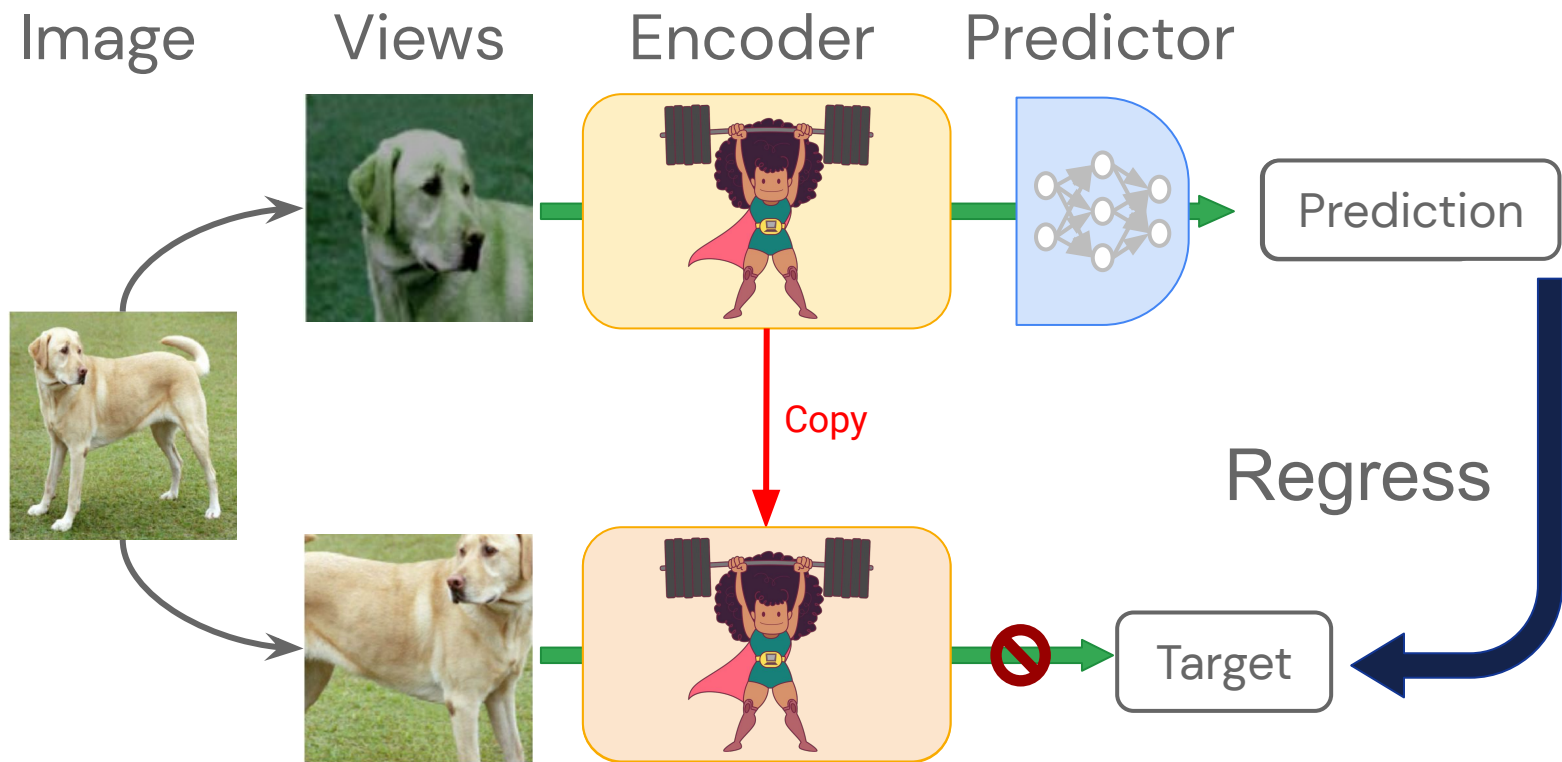 Image
Views
Encoder
Predictor
Prediction
Copy
Regress
Target